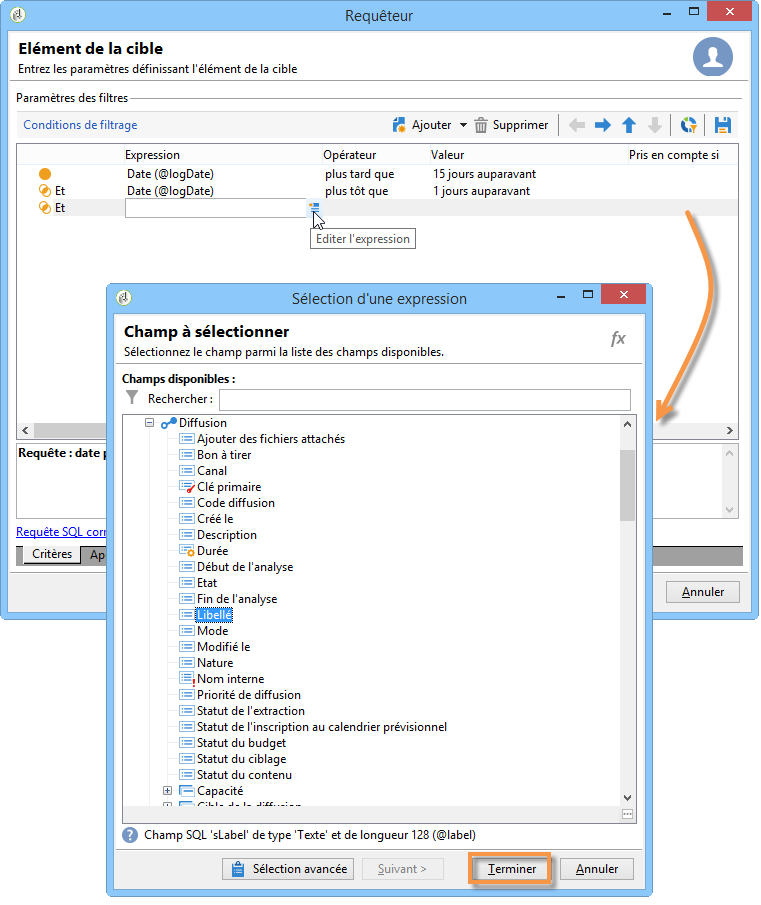 Requêteur
Elément de la cible
Entrez les paramètres définissant l'élément de la cible
Paramètres des filtres
Conditions de filtrage
Ajouter
Supprimer
Expression Opérateur Valeur Pris en compte si
Date (@logDate) plus tard que 15 jours auparavant
Et Date (@logDate) plus tôt que 1 jours auparavant
Et
Editer l'expression
Requête : date
Requête SQL
Critères
Annuler
Sélection d'une expression
Champ à sélectionner
fx
Sélectionnez le champ parmi la liste des champs disponibles.
Champs disponibles :
Rechercher :
Diffusion
Ajouter des fichiers attachés
Bon à tirer
Canal
Clé primaire
Code diffusion
Créé le
Description
Durée
Début de l'analyse
Etat
Fin de l'analyse
Libellé
Mode
Modifié le
Nature
Nom interne
Priorité de diffusion
Statut de l'extraction
Statut de l'inscription au calendrier prévisionnel
Statut du budget
Statut du ciblage
Statut du contenu
Capacité
Cible de la diffusion
Champ SQL 'sLabel' de type 'Texte' et de longueur 128 (@label)
Sélection avancée
Suivant >
Terminer
Annuler